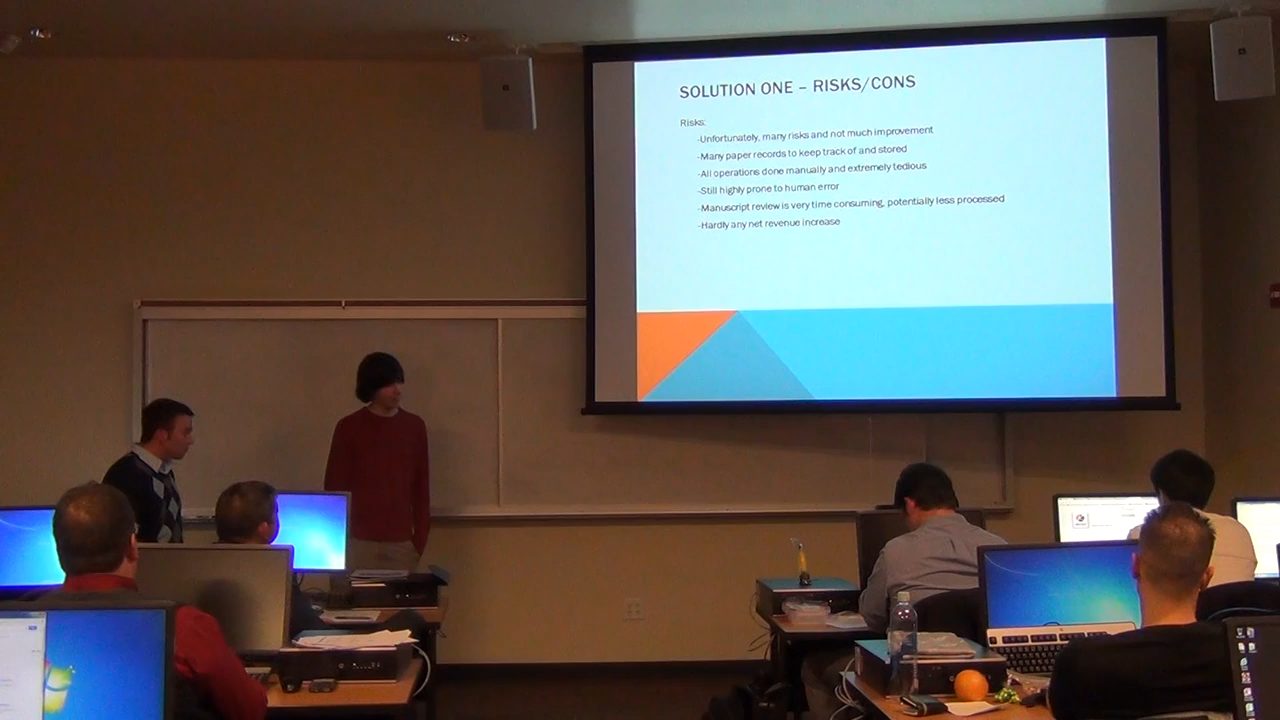 SOLUTION ONE – RISKS/CONS
Risks:
-Unfortunately, many risks and not much improvement
-Many paper records to keep track of and stored
-All operations done manually and extremely tedious
-Still highly prone to human error
-Manuscript review is very time consuming, potentially less processed
-Hardly any net revenue increase